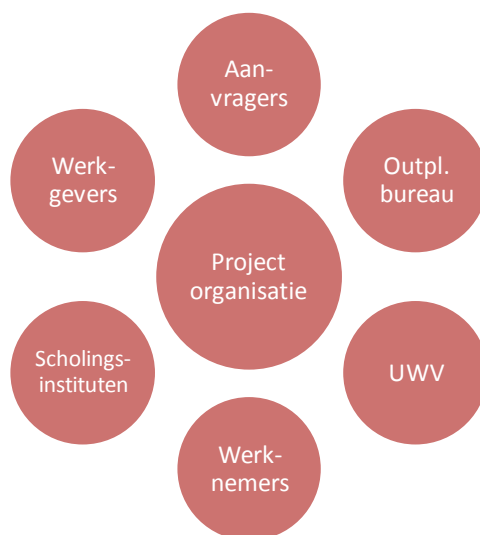 Aan-
vragers
Werk-
gevers
Outpl.
bureau
Project
organisatie
Scholings-
instituten
UWV
Werk-
nemers